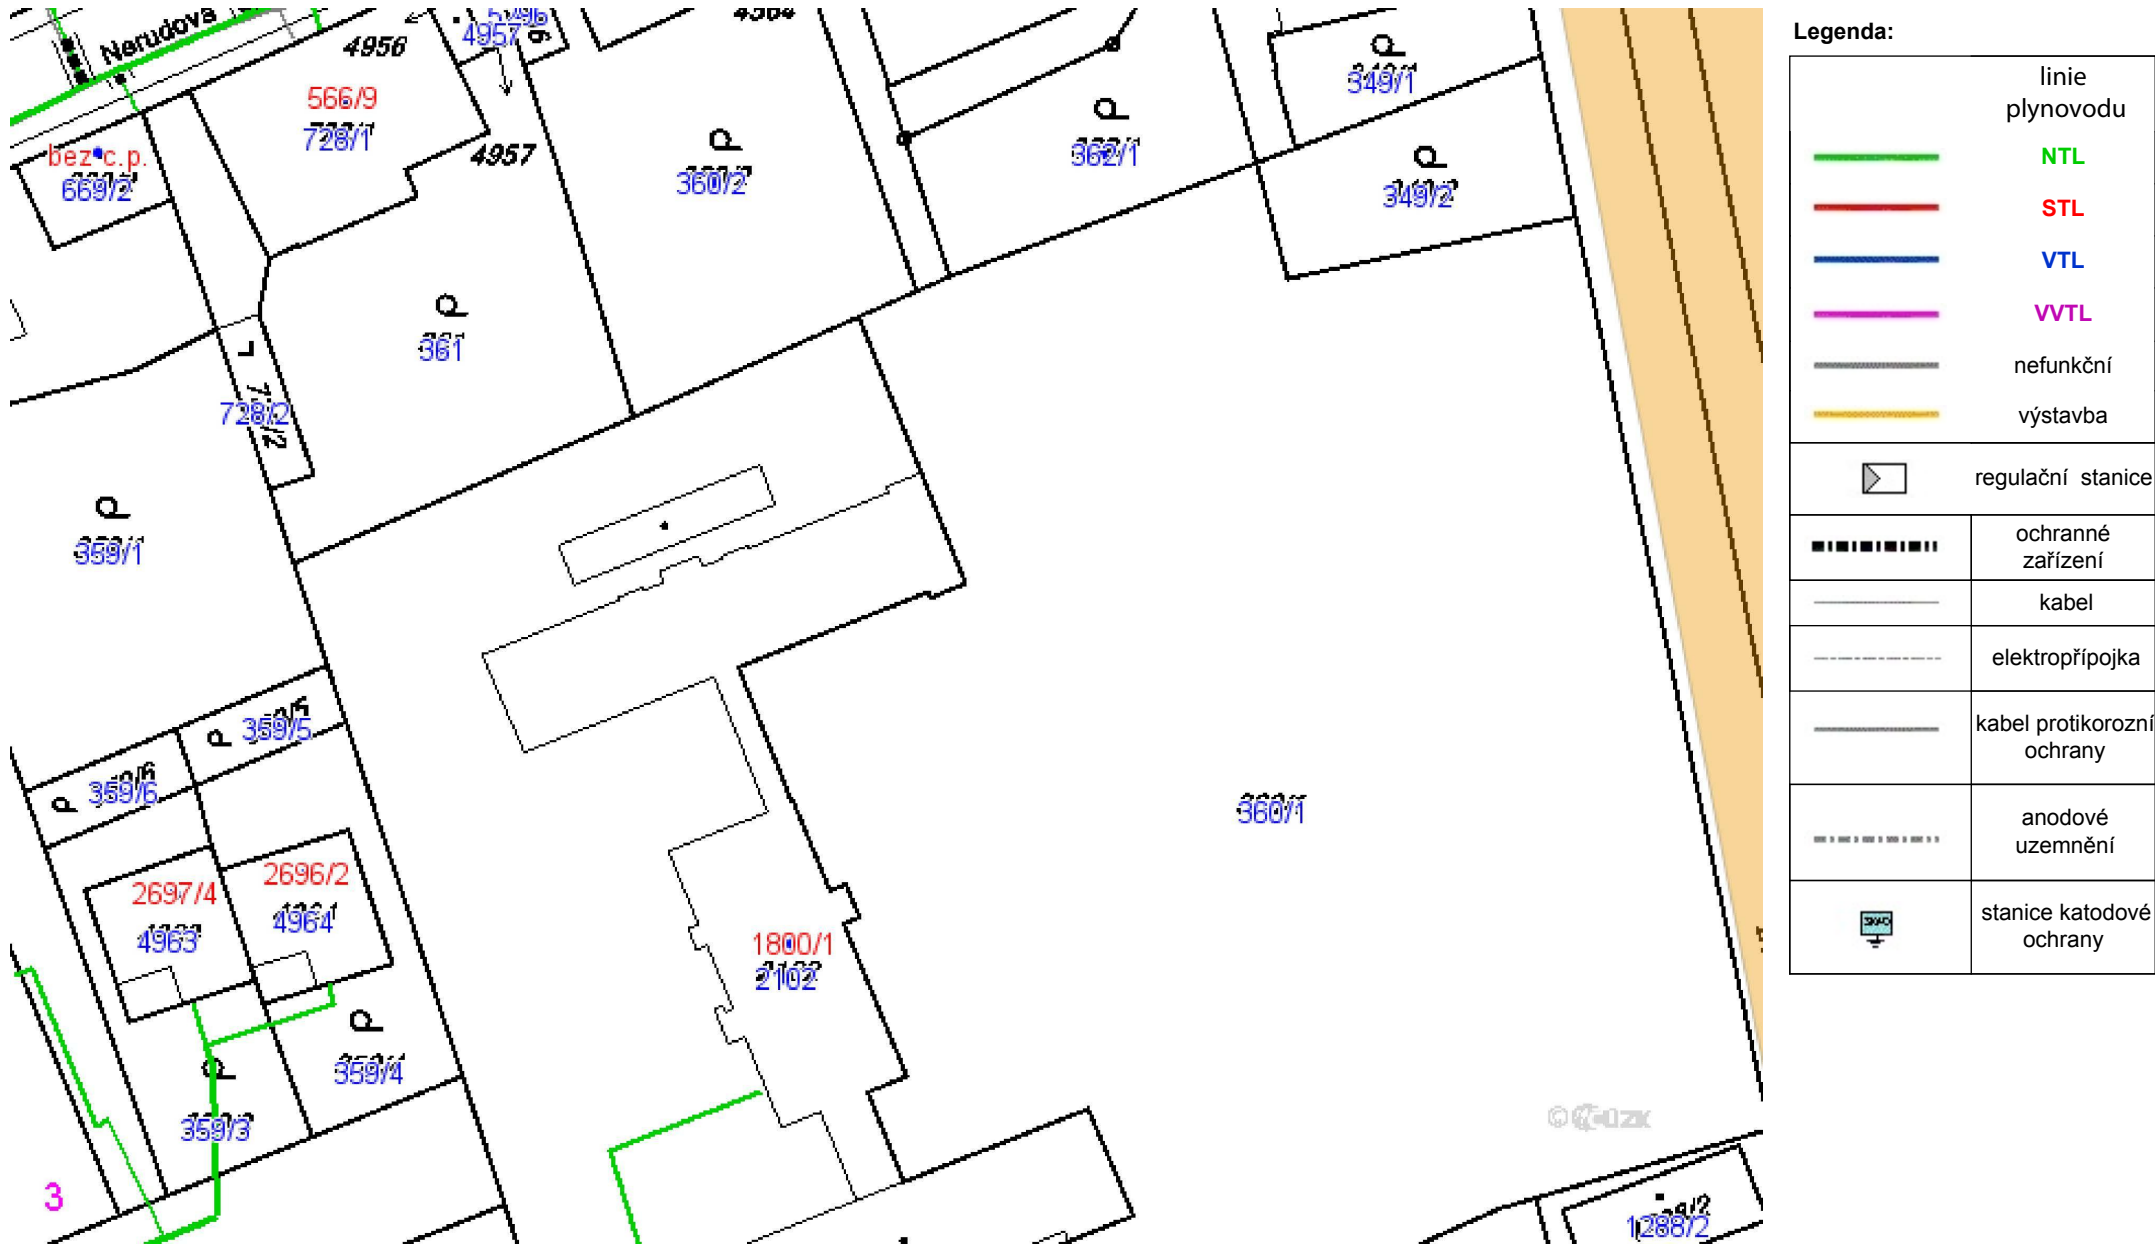 Nerudova
4956
4957
566/9
728/1
4957
bez c.p.
669/2
360/2
362/1
349/1
349/2
361
728/2
359/1
359/5
359/6
2697/4
4963
2696/2
4964
359/4
359/3
3
360/1
1800/1
2102
1288/2
Legenda:
linie
plynovodu
NTL
STL
VTL
VVTL
nefunkční
výstavba
regulační stanice
ochranné
zařízení
kabel
elektropřípojka
kabel protikorozní
ochrany
anodové
uzemnění
stanice katodové
ochrany